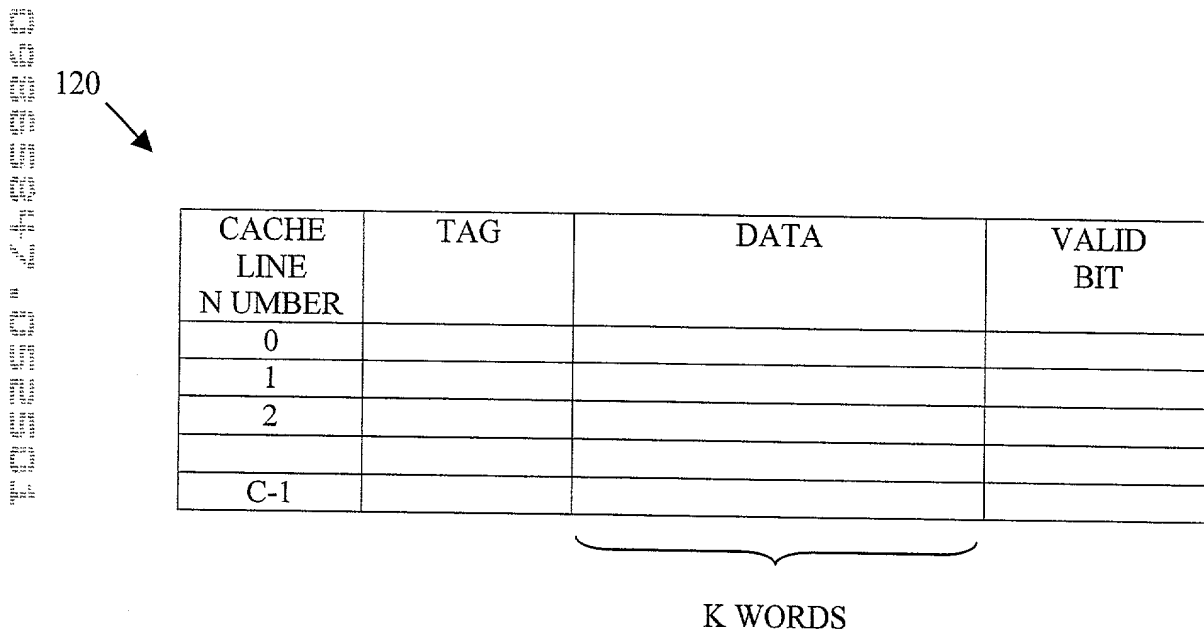 120
CACHE LINE N UMBER
TAG
DATA
VALID BIT
0
1
2
C-1
K WORDS